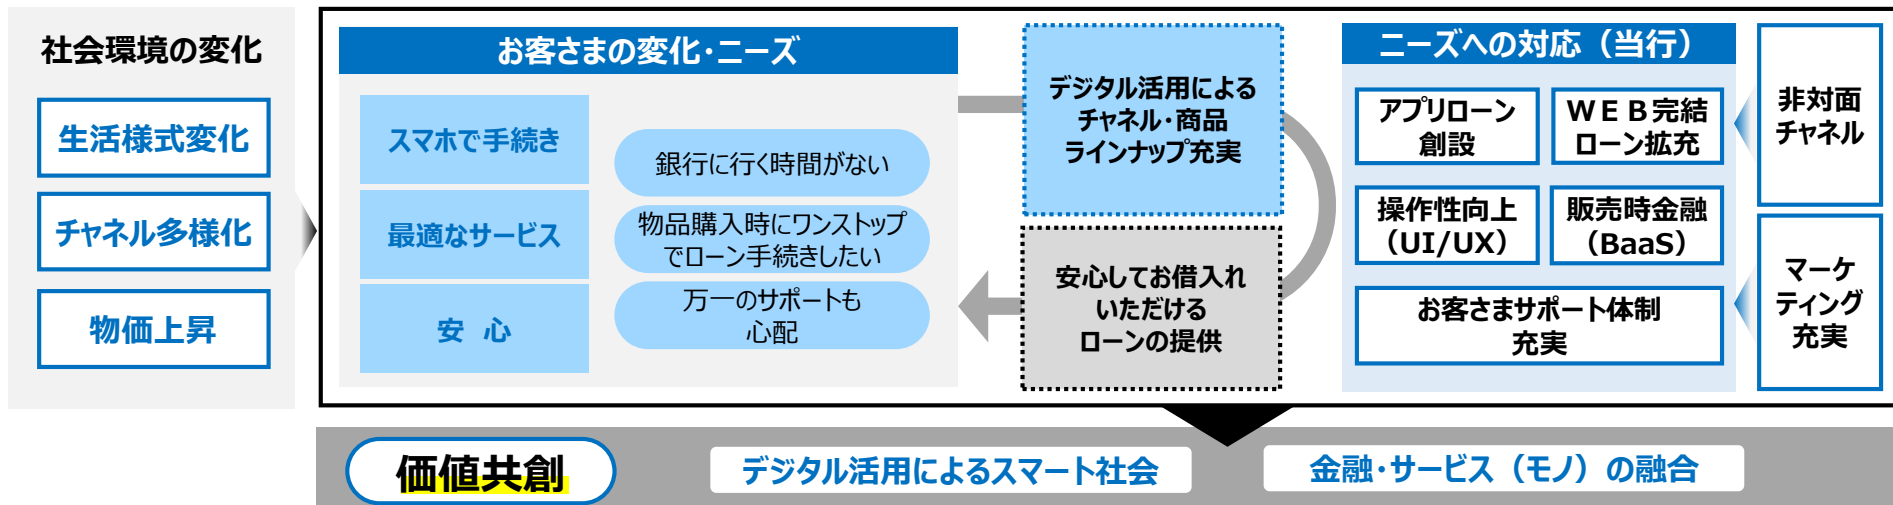 社会環境の変化
生活様式変化
チャネル多様化
物価上昇
お客さまの変化・ニーズ
スマホで手続き
最適なサービス
安 心
銀行に行く時間がない
物品購入時にワンストップ
でローン手続きしたい
万一のサポートも
心配
デジタル活用による
チャネル・商品
ラインナップ充実
安心してお借入れ
いただける
ローンの提供
ニーズへの対応（当行）
アプリローン
創設
ＷＥＢ完結
ローン拡充
操作性向上
（UI/UX）
販売時金融
（BaaS）
お客さまサポート体制
充実
非対面
チャネル
マーケ
ティング
充実
価値共創
デジタル活用によるスマート社会
金融・サービス（モノ）の融合